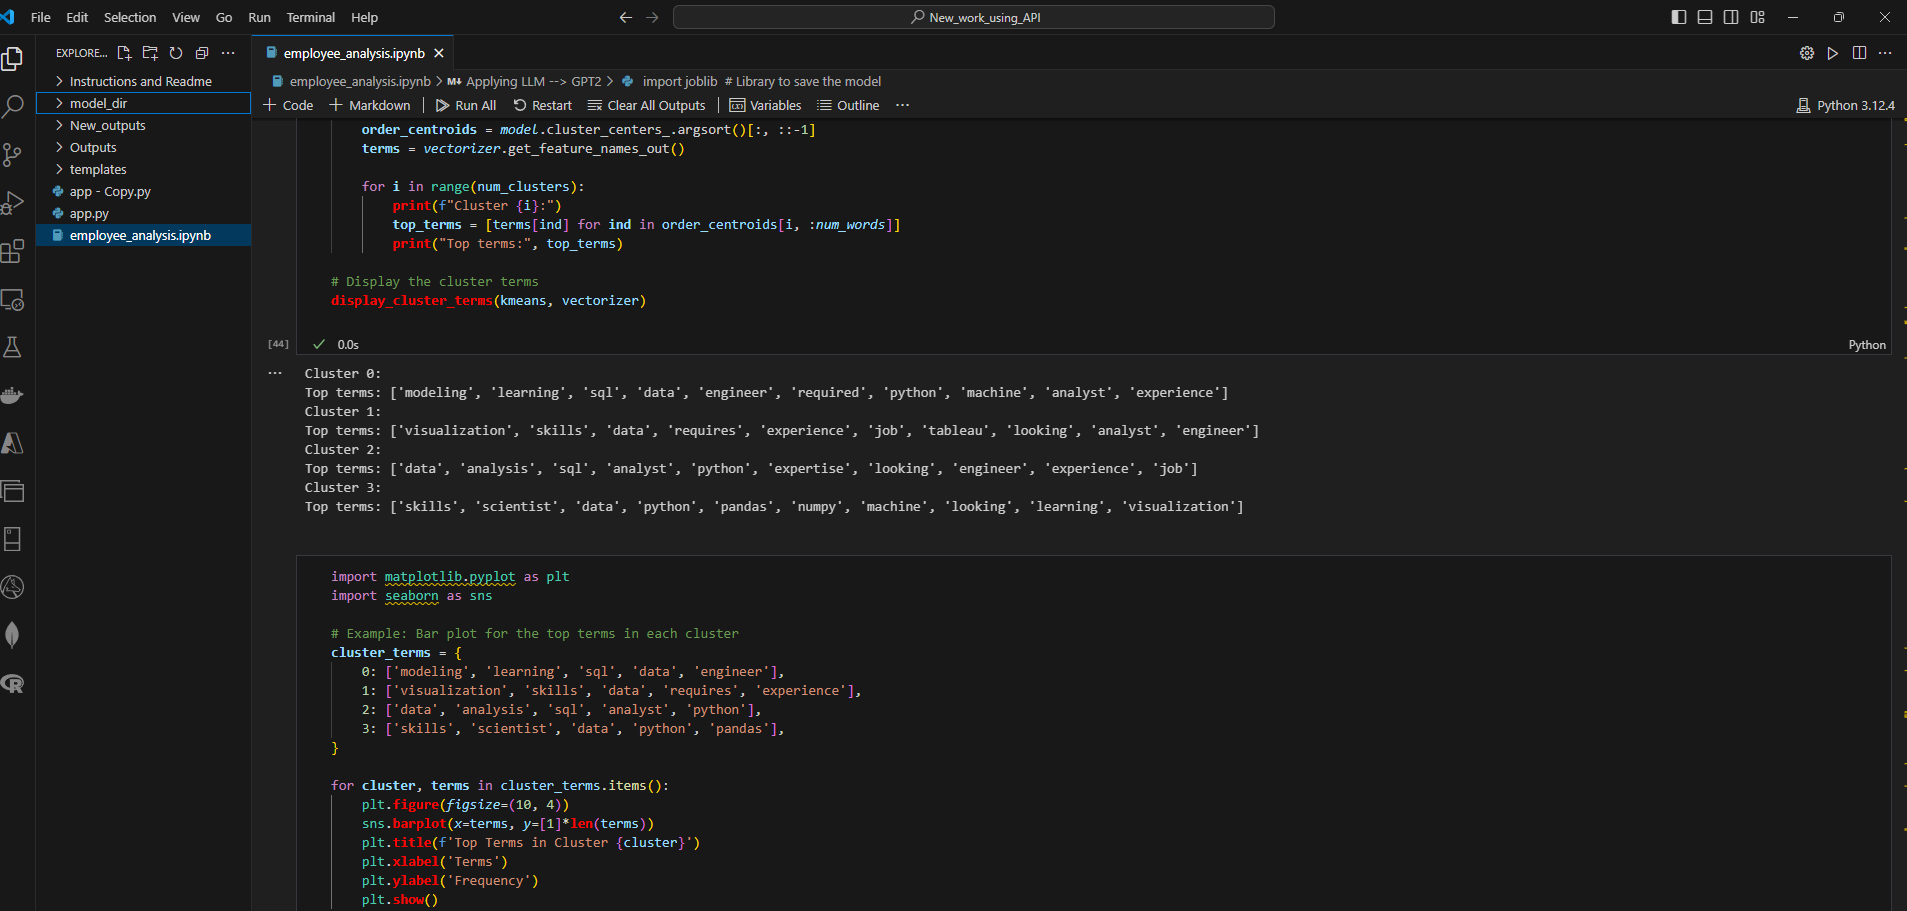 File Edit Selection View Go Run Terminal Help
New_work_using_API
EXPLORE...
employee_analysis.ipynb
Instructions and Readme
model_dir
New_outputs
Outputs
templates
app - Copy.py
app.py
employee_analysis.ipynb
employee_analysis.ipynb > M↓ Applying LLM --> GPT2 > import joblib # Library to save the model
+ Code + Markdown | Run All Restart Clear All Outputs | Variables Outline ...
Python 3.12.4
order_centroids = model.cluster_centers_.argsort()[:, ::-1]
terms = vectorizer.get_feature_names_out()
for i in range(num_clusters):
print(f"Cluster {i}:")
top_terms = [terms[ind] for ind in order_centroids[i, :num_words]]
print("Top terms:", top_terms)
# Display the cluster terms
display_cluster_terms(kmeans, vectorizer)
[44] ✓ 0.0s
Python
Cluster 0:
Top terms: ['modeling', 'learning', 'sql', 'data', 'engineer', 'required', 'python', 'machine', 'analyst', 'experience']
Cluster 1:
Top terms: ['visualization', 'skills', 'data', 'requires', 'experience', 'job', 'tableau', 'looking', 'analyst', 'engineer']
Cluster 2:
Top terms: ['data', 'analysis', 'sql', 'analyst', 'python', 'expertise', 'looking', 'engineer', 'experience', 'job']
Cluster 3:
Top terms: ['skills', 'scientist', 'data', 'python', 'pandas', 'numpy', 'machine', 'looking', 'learning', 'visualization']
import matplotlib.pyplot as plt
import seaborn as sns
# Example: Bar plot for the top terms in each cluster
cluster_terms = {
0: ['modeling', 'learning', 'sql', 'data', 'engineer'],
1: ['visualization', 'skills', 'data', 'requires', 'experience'],
2: ['data', 'analysis', 'sql', 'analyst', 'python'],
3: ['skills', 'scientist', 'data', 'python', 'pandas'],
}
for cluster, terms in cluster_terms.items():
plt.figure(figsize=(10, 4))
sns.barplot(x=terms, y=[1]*len(terms))
plt.title(f'Top Terms in Cluster {cluster}')
plt.xlabel('Terms')
plt.ylabel('Frequency')
plt.show()